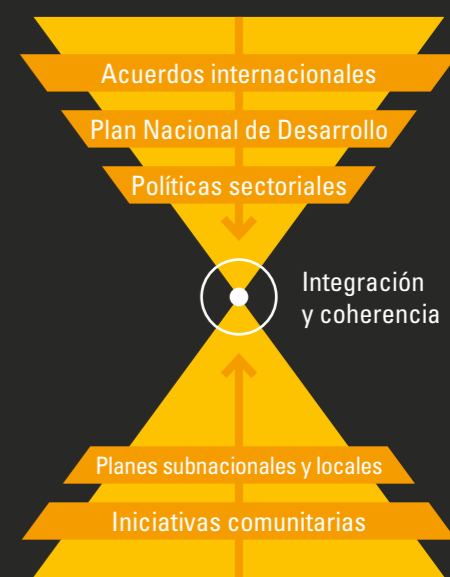 Acuerdos internacionales
Plan Nacional de Desarrollo
Políticas sectoriales
Integración
y coherencia
Planes subnacionales y locales
Iniciativas comunitarias